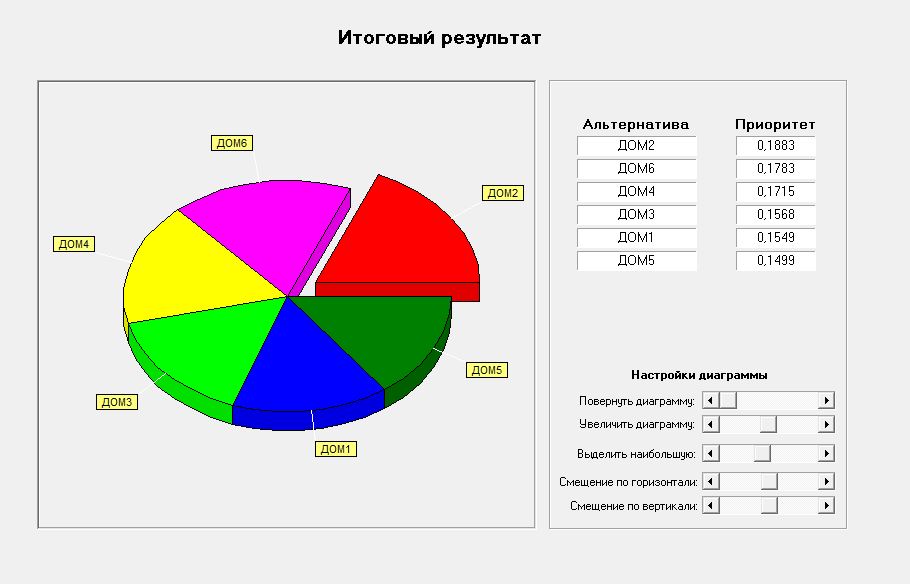 Итоговый результат
ДОМ6
ДОМ2
ДОМ4
ДОМ5
ДОМ3
ДОМ1
Альтернатива Приоритет
ДОМ2 0,1883
ДОМ6 0,1783
ДОМ4 0,1715
ДОМ3 0,1568
ДОМ1 0,1549
ДОМ5 0,1499
Настройки диаграммы
Повернуть диаграмму:
Увеличить диаграмму:
Выделить наибольшую:
Смещение по горизонтали:
Смещение по вертикали: